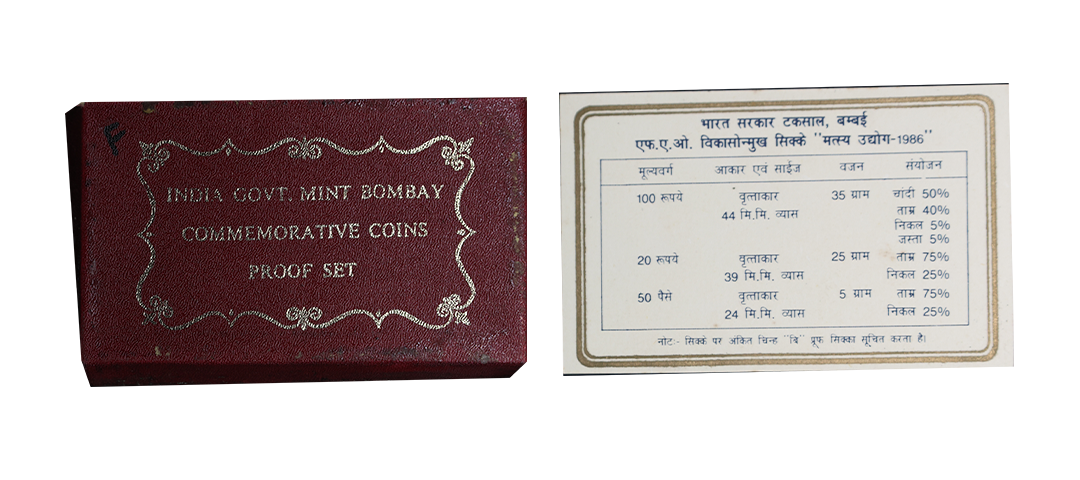 INDIA GOVT. MINT BOMBAY
COMMEMORATIVE COINS
PROOF SET
भारत सरकार टकसाल, बम्बई
एफ.ए.ओ. विकासोन्मुख सिक्के "मत्स्य उद्योग-1986"
मूल्यवर्ग आकार एवं साईज वजन संयोजन
100 रूपये वृत्ताकार 35 ग्राम चांदी 50%
44 मि.मि. व्यास ताम्र 40%
निकल 5%
जस्ता 5%
20 रूपये वृत्ताकार 25 ग्राम ताम्र 75%
39 मि.मि. व्यास निकल 25%
50 पैसे वृत्ताकार 5 ग्राम ताम्र 75%
24 मि.मि. व्यास निकल 25%
नोट:- सिक्के पर अंकित चिन्ह "बि" प्रूफ सिक्का सूचित करता है।